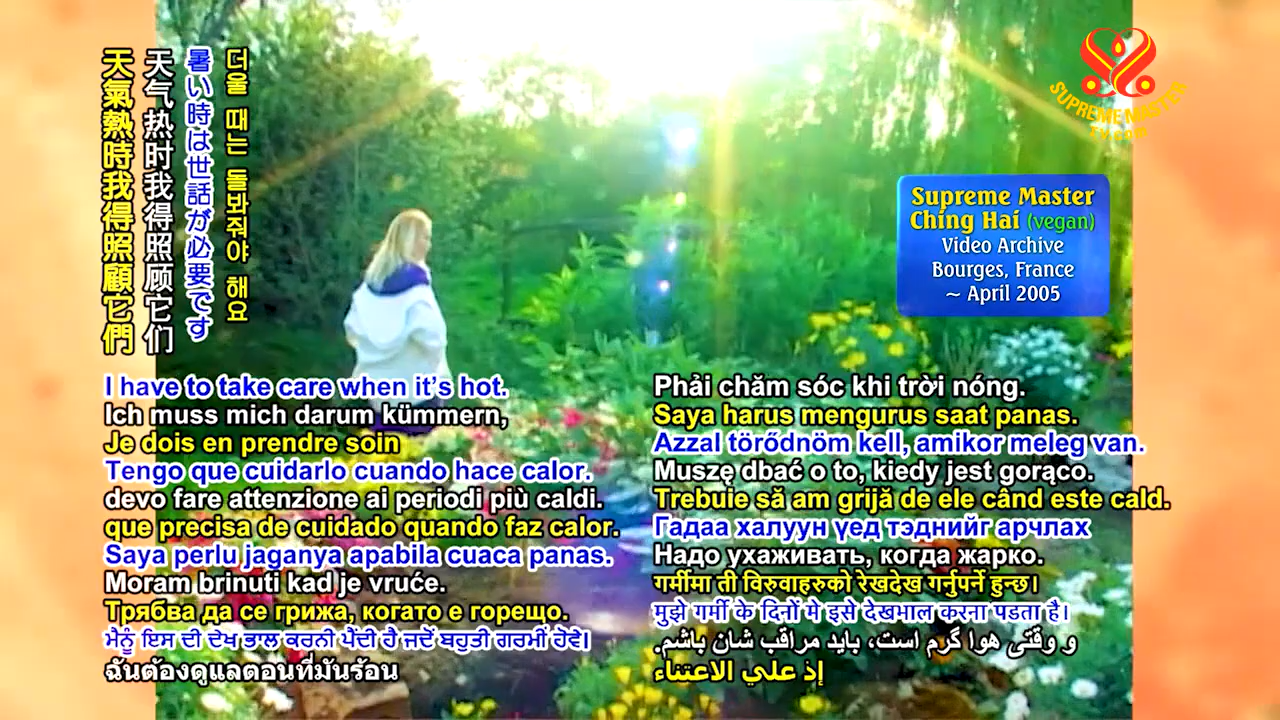 天氣熱時我得照顧它們
天气热时我得照顾它们
暑い時は世話が必要です
더울 때는 돌봐줘야 해요
SUPREME MASTER
TV.com
Supreme Master
Ching Hai (vegan)
Video Archive
Bourges, France
~ April 2005
I have to take care when it’s hot.
Ich muss mich darum kümmern,
Je dois en prendre soin
Tengo que cuidarlo cuando hace calor.
devo fare attenzione ai periodi più caldi.
que precisa de cuidado quando faz calor.
Saya perlu jaganya apabila cuaca panas.
Moram brinuti kad je vruće.
Трябва да се грижа, когато е горещо.
ਮੈਨੂੰ ਇਸ ਦੀ ਦੇਖ ਭਾਲ ਕਰਨੀ ਪੈਂਦੀ ਹੈ ਜਦੋਂ ਬਹੁਤੀ ਗਰਮੀਂ ਹੋਵੇ।
ฉันต้องดูแลตอนที่มันร้อน
Phải chăm sóc khi trời nóng.
Saya harus mengurus saat panas.
Azzal törődnöm kell, amikor meleg van.
Muszę dbać o to, kiedy jest gorąco.
Trebuie să am grijă de ele când este cald.
Гадаа халуун үед тэднийг арчлах
Надо ухаживать, когда жарко.
गर्मीमा ती विरुवाहरुको रेखदेख गर्नुपर्ने हुन्छ।
मुझे गर्मी के दिनों मे इसे देखभाल करना पडता है।
و وقتی هوا گرم است، باید مراقب شان باشم.
إذ علي الاعتناء